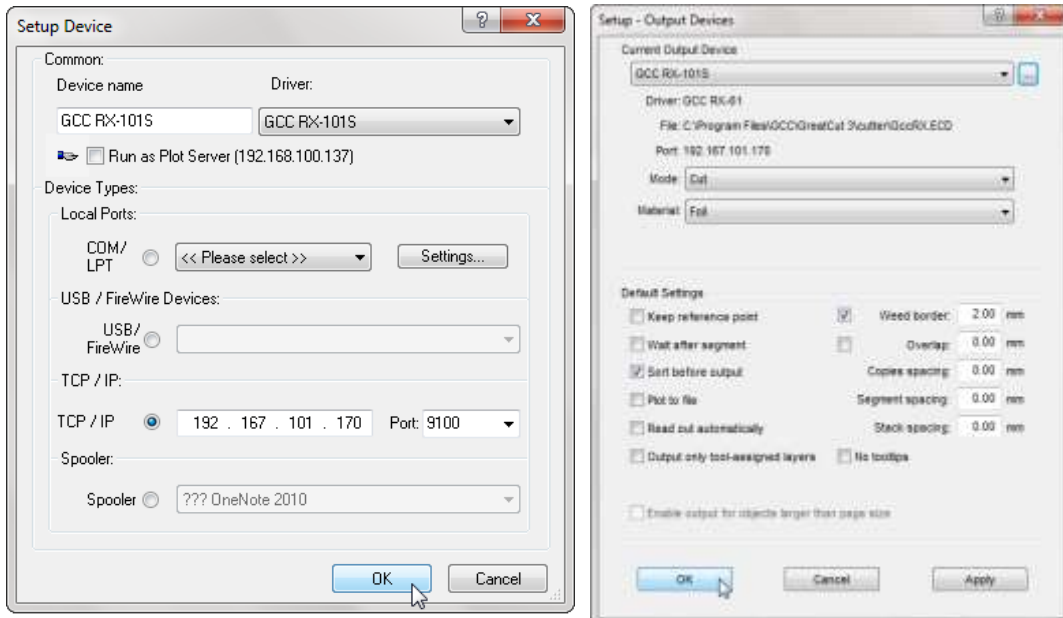 Setup Device
Common:
Device name Driver:
GCC RX-101S GCC RX-101S
Run as Plot Server (192.168.100.137)
Device Types:
Local Ports:
COM/
LPT << Please select >> Settings...
USB / FireWire Devices:
USB/
FireWire
TCP / IP:
TCP / IP 192 . 167 . 101 . 170 Port: 9100
Spooler:
Spooler ??? OneNote 2010
OK Cancel
Setup - Output Devices
Current Output Device
GCC RX-101S ...
Driver: GCC RX-61
File: C:\Program Files\GCC\GreatCut 3\cutter\GccRX.ECD
Port: 192.167.101.170
Mode: Cut
Material: Foil
Default Settings
Keep reference point Weed border: 2.00 mm
Wait after segment Overlap: 0.00 mm
Sort before output Copies spacing: 0.00 mm
Plot to file Segment spacing: 0.00 mm
Read out automatically Stack spacing: 0.00 mm
Output only tool-assigned layers No tooltips
Enable output for objects larger than page size
OK Cancel Apply